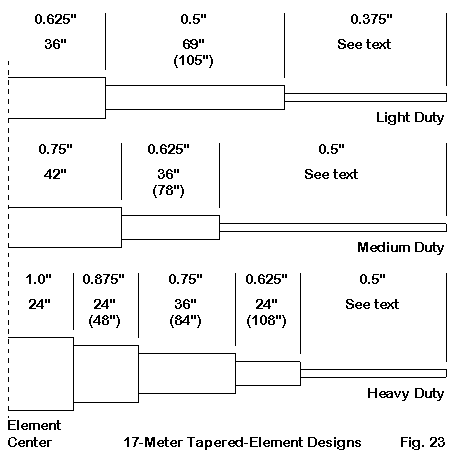 0.625" 0.5" 0.375"
36" 69" See text
(105")
Light Duty
0.75" 0.625" 0.5"
42" 36" See text
(78")
Medium Duty
1.0" 0.875" 0.75" 0.625" 0.5"
24" 24" 36" 24" See text
(48") (84") (108")
Heavy Duty
Element
Center 17-Meter Tapered-Element Designs Fig. 23